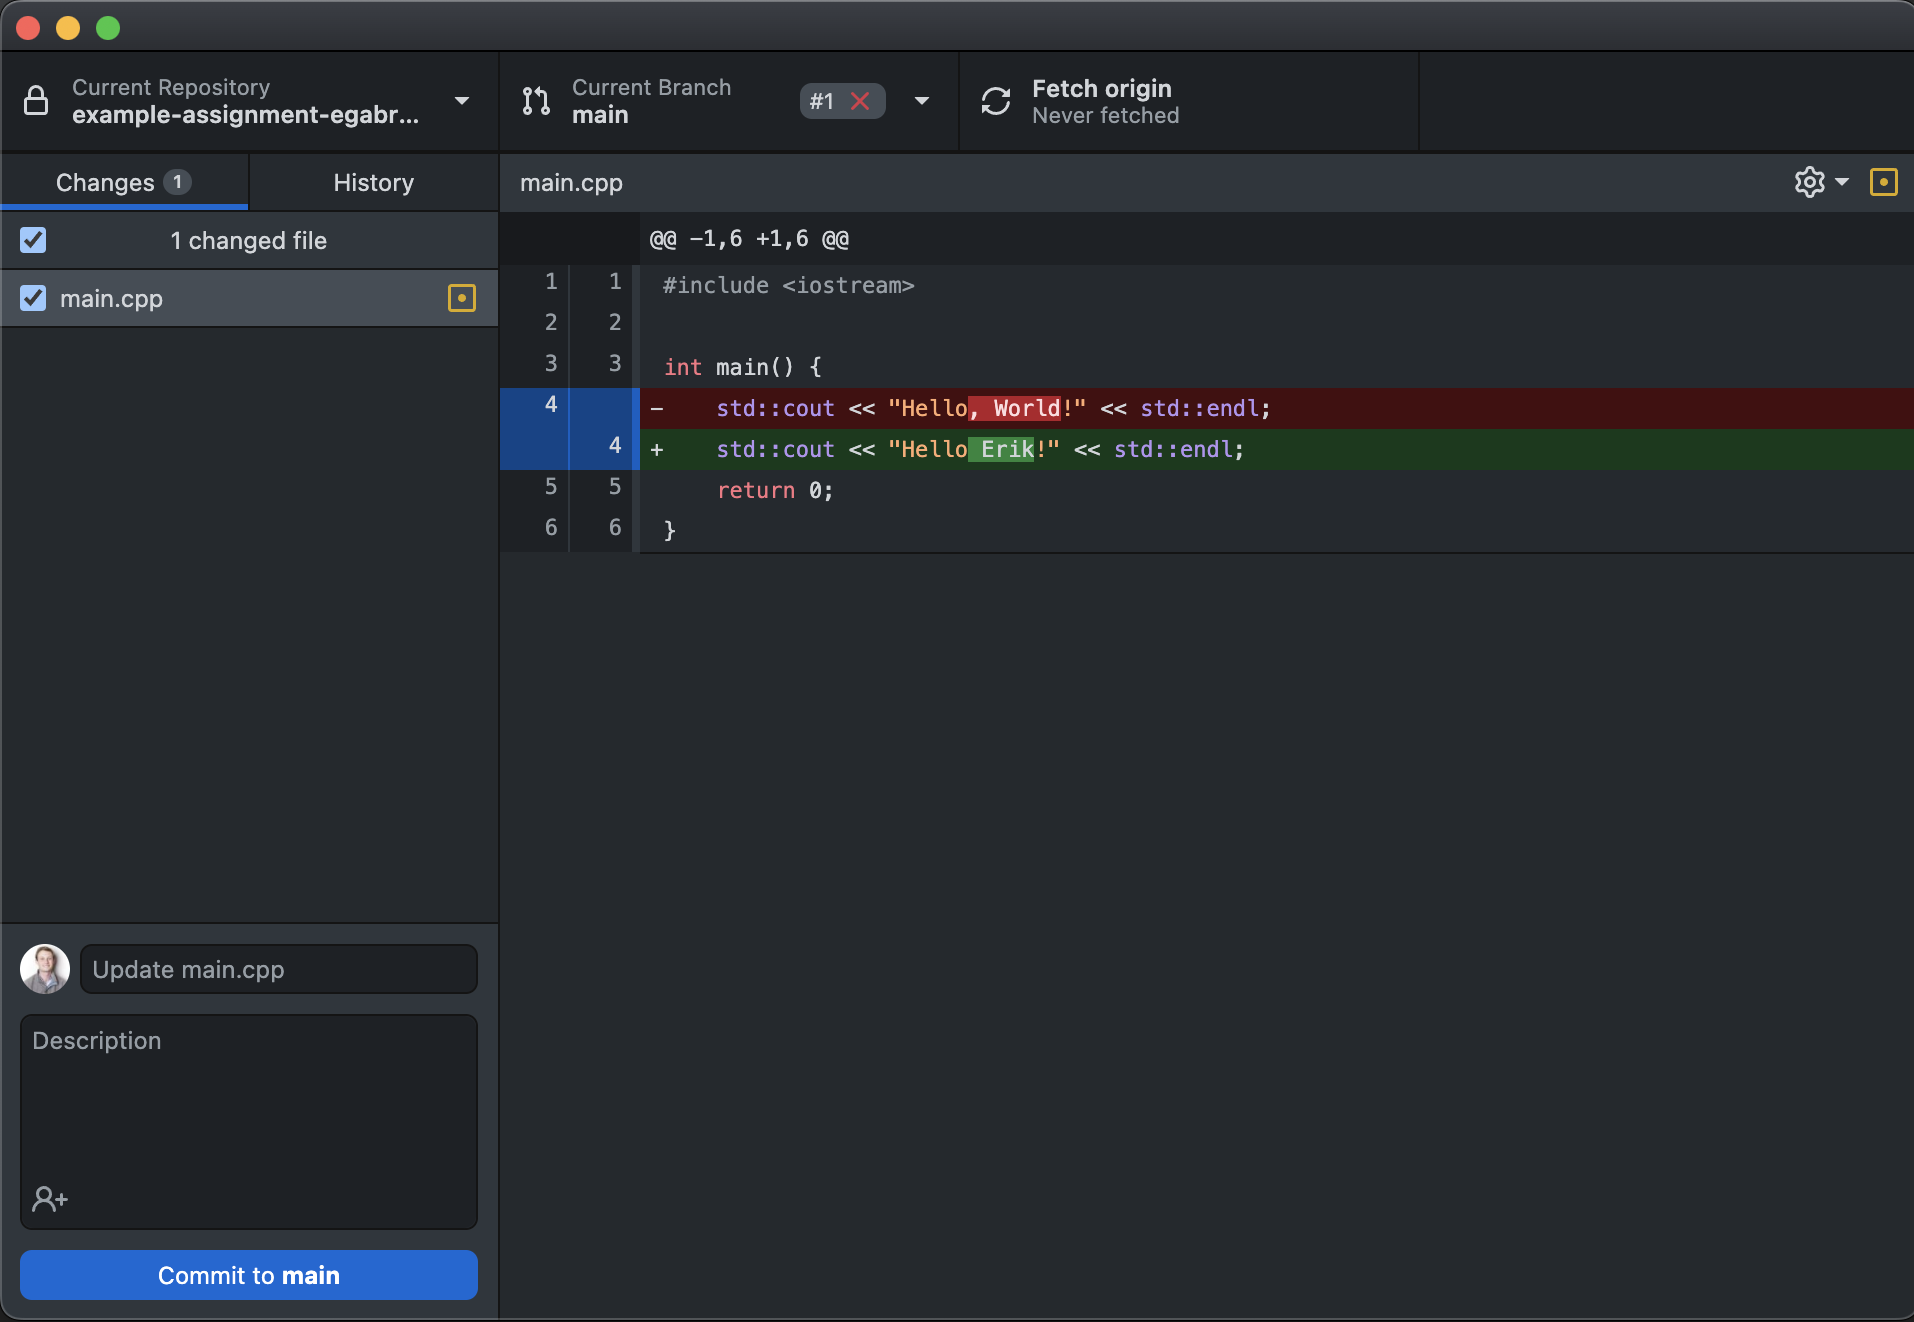 Current Repository
example-assignment-egabr...
Current Branch
main
#1
Fetch origin
Never fetched
Changes 1
History
1 changed file
main.cpp
main.cpp
@@ -1,6 +1,6 @@
1 1 #include <iostream>
2 2
3 3 int main() {
4 - std::cout << "Hello, World!" << std::endl;
4 + std::cout << "Hello Erik!" << std::endl;
5 5 return 0;
6 6 }
Update main.cpp
Description
Commit to main